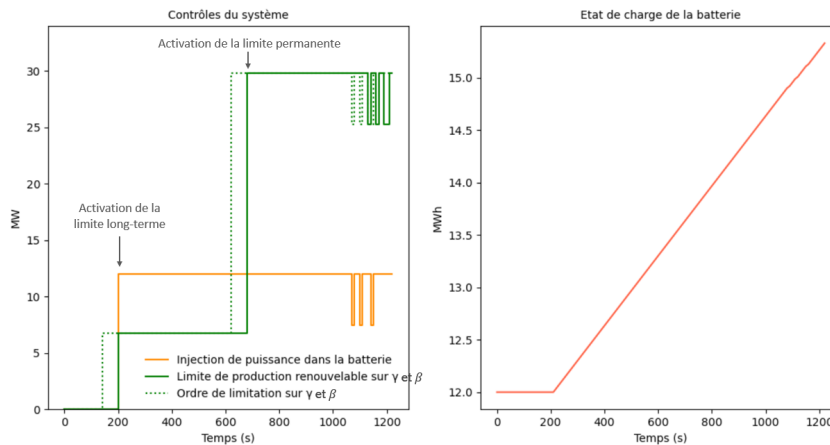 Contrôles du système
Activation de la limite permanente
30
25
20
15
10
5
0
MW
Activation de la
limite long-terme
Injection de puissance dans la batterie
Limite de production renouvelable sur γ et β
Ordre de limitation sur γ et β
0
200
400
600
800
1000
1200
Temps (s)
Etat de charge de la batterie
15.0
14.5
14.0
13.5
13.0
12.5
12.0
MWh
0
200
400
600
800
1000
1200
Temps (s)